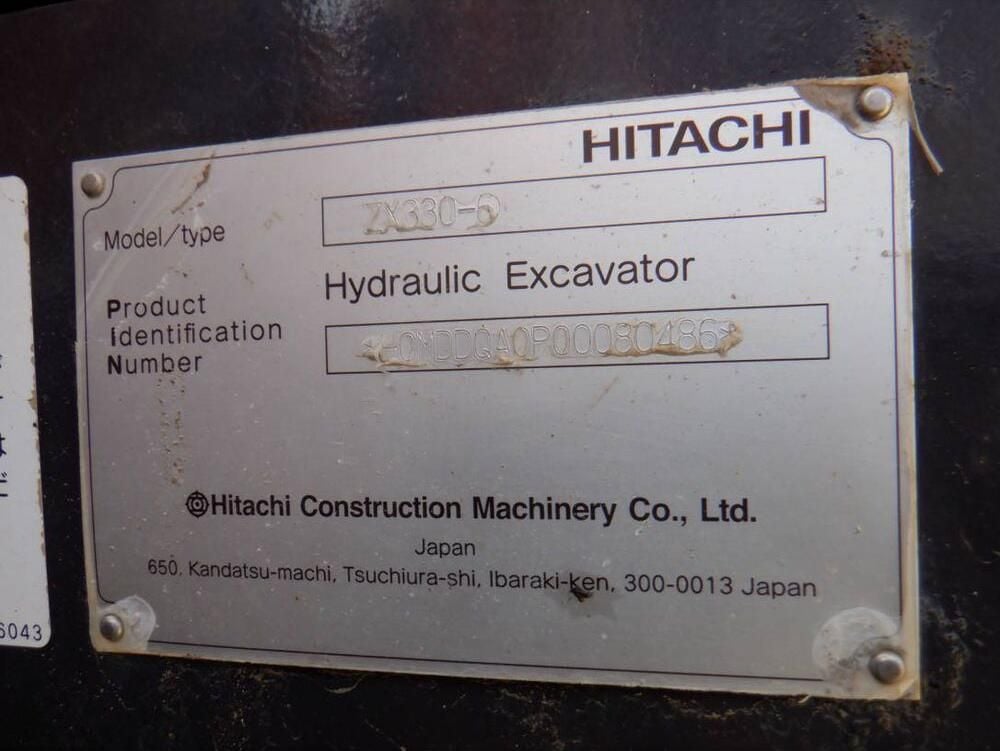 HITACHI
Model/type
ZX330-6
Hydraulic Excavator
Product
Identification
Number
Hitachi Construction Machinery Co., Ltd.
Japan
650, Kandatsu-machi, Tsuchiura-shi, Ibaraki-ken, 300-0013 Japan
6043